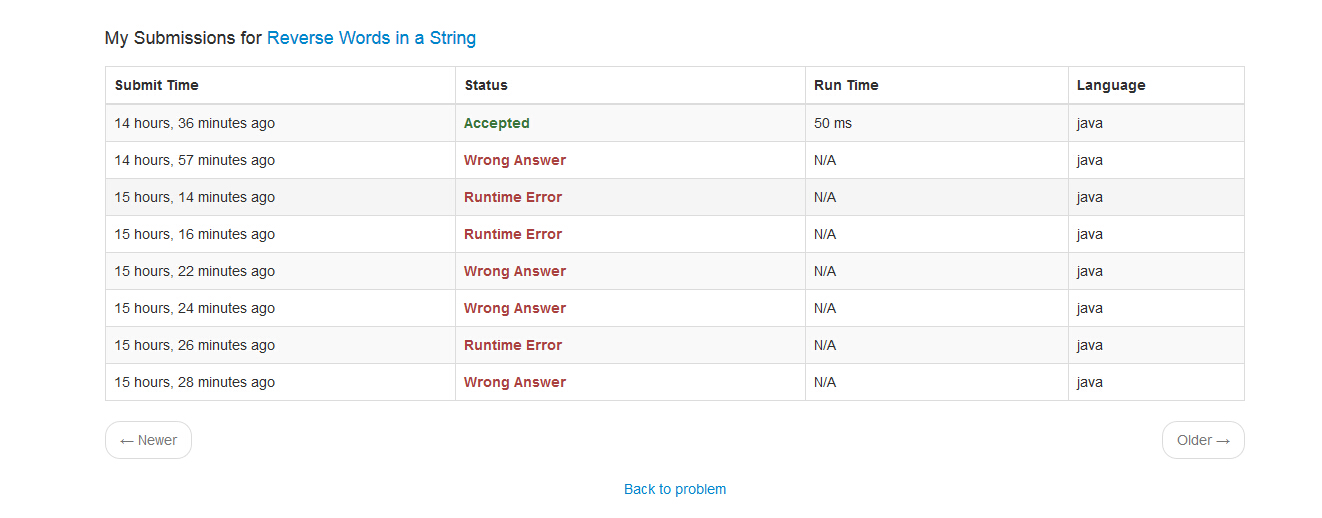 My Submissions for Reverse Words in a String
Submit Time Status Run Time Language
14 hours, 36 minutes ago Accepted 50 ms java
14 hours, 57 minutes ago Wrong Answer N/A java
15 hours, 14 minutes ago Runtime Error N/A java
15 hours, 16 minutes ago Runtime Error N/A java
15 hours, 22 minutes ago Wrong Answer N/A java
15 hours, 24 minutes ago Wrong Answer N/A java
15 hours, 26 minutes ago Runtime Error N/A java
15 hours, 28 minutes ago Wrong Answer N/A java
← Newer Older →
Back to problem